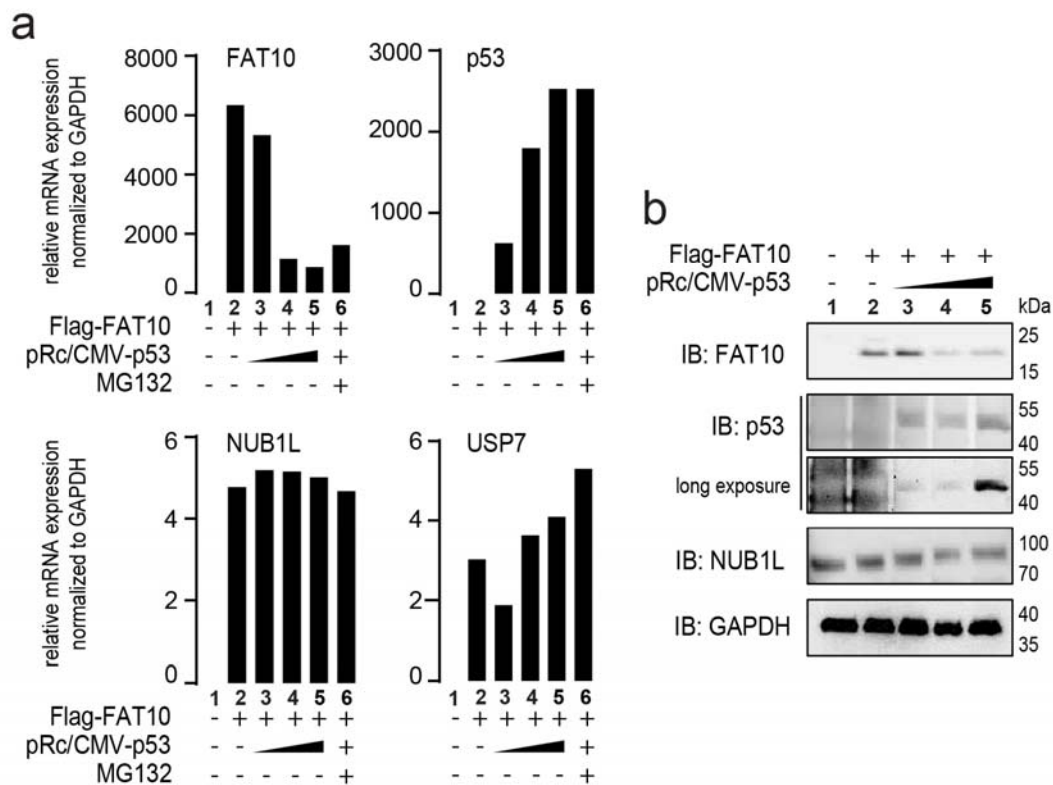 a
relative mRNA expression
normalized to GAPDH
FAT10
8000
6000
4000
2000
0
1 2 3 4 5 6
Flag-FAT10 - + + + + +
pRc/CMV-p53 - - +
MG132 - - - - - +
p53
3000
2000
1000
0
1 2 3 4 5 6
- + + + + +
- - +
- - - - - +
relative mRNA expression
normalized to GAPDH
NUB1L
6
4
2
0
1 2 3 4 5 6
Flag-FAT10 - + + + + +
pRc/CMV-p53 - - +
MG132 - - - - - +
USP7
6
4
2
0
1 2 3 4 5 6
- + + + + +
- - +
- - - - - +
b
Flag-FAT10 - + + + +
pRc/CMV-p53 - -
1 2 3 4 5 kDa
IB: FAT10 25
15
IB: p53 55
40
long exposure 55
40
IB: NUB1L 100
70
IB: GAPDH 40
35